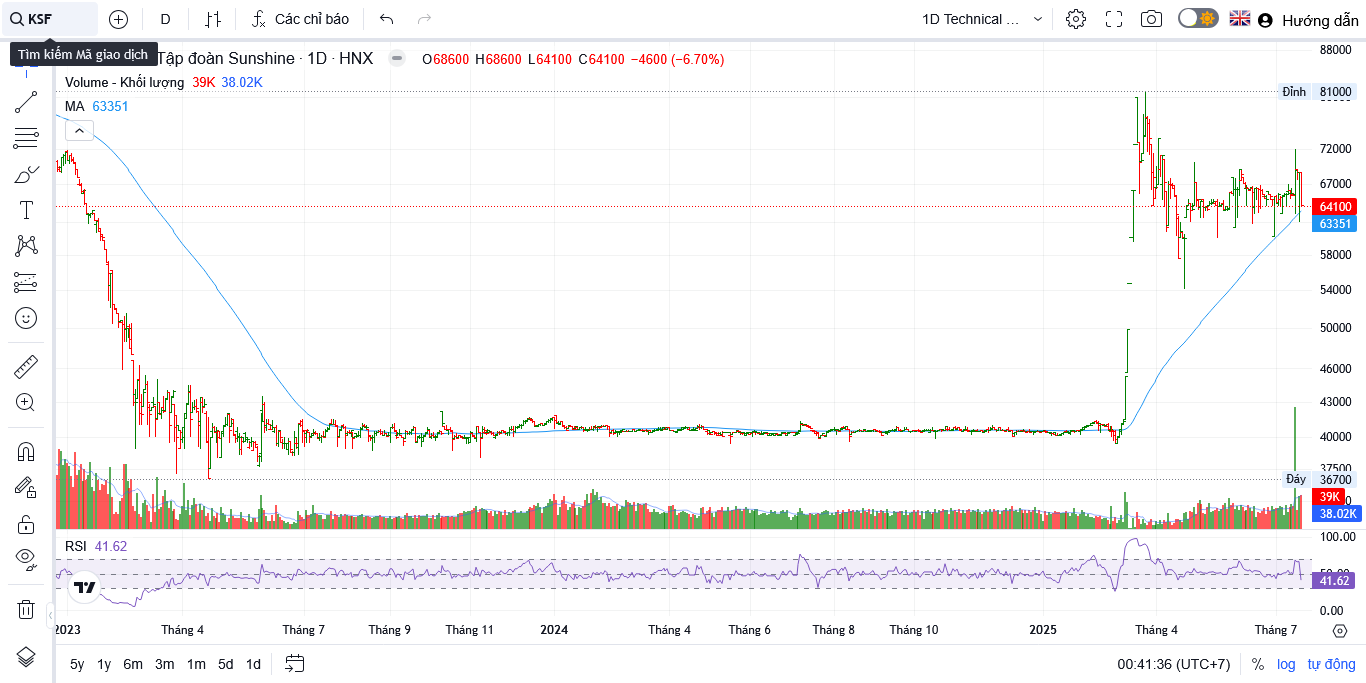 KSF D Các chỉ báo 1D Technical ... Hướng dẫn
Tìm kiếm Mã giao dịch
Tập đoàn Sunshine · 1D · HNX O68600 H68600 L64100 C64100 −4600 (−6.70%)
Volume - Khối lượng 39K 38.02K
MA 63351
88000
Đỉnh 81000
72000
67000
64100
63351
58000
54000
50000
46000
43000
40000
37500
Đáy 36700
39K
38.02K
RSI 41.62
100.00
50.00
41.62
0.00
2023 Tháng 4 Tháng 7 Tháng 9 Tháng 11 2024 Tháng 4 Tháng 6 Tháng 8 Tháng 10 2025 Tháng 4 Tháng 7
5y 1y 6m 3m 1m 5d 1d 00:41:36 (UTC+7) % log tự động